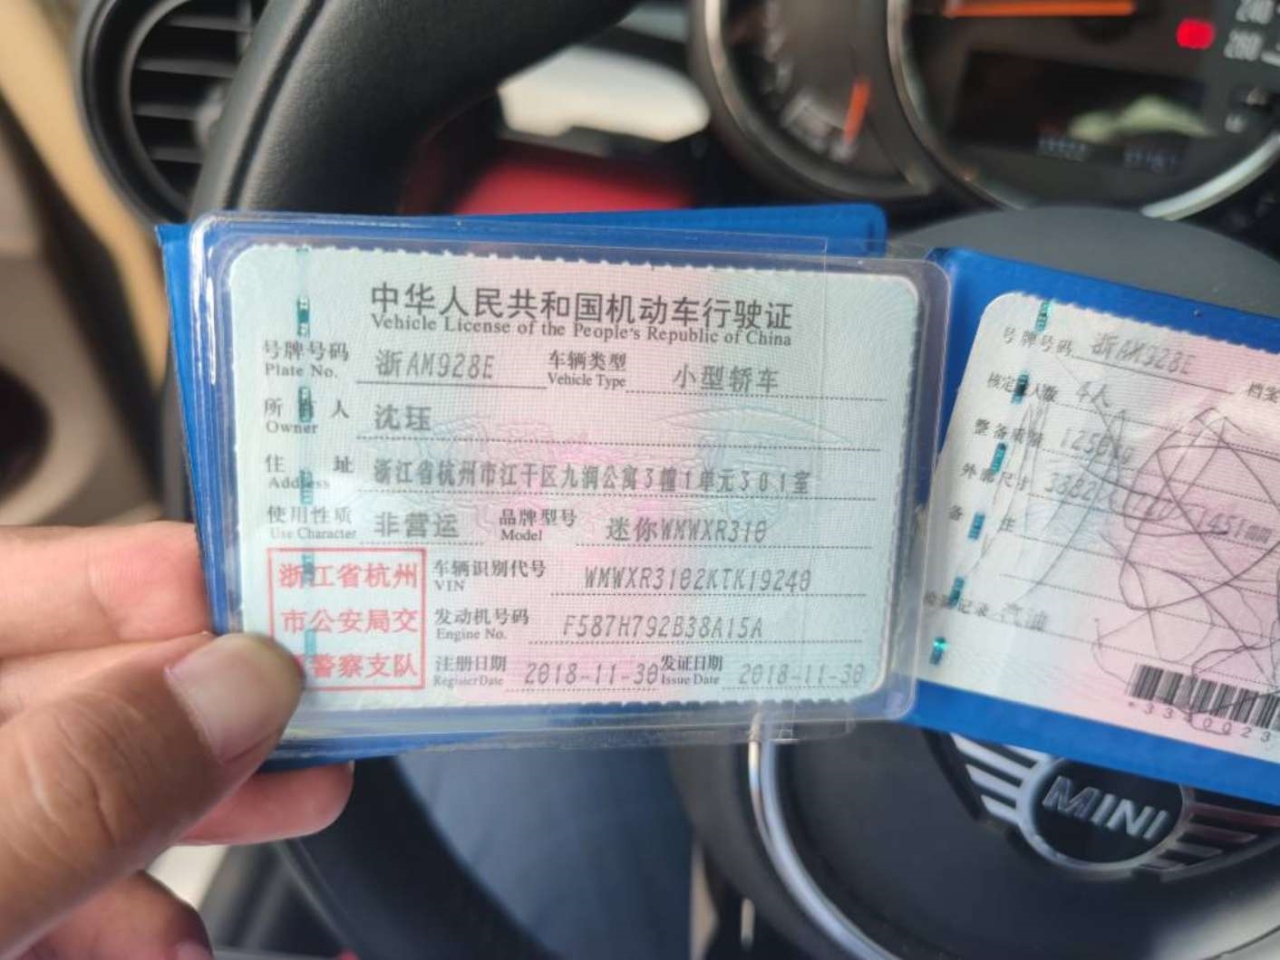 中华人民共和国机动车行驶证
Vehicle License of the People's Republic of China
号牌号码 浙AM928E 车辆类型 小型轿车
Plate No. Vehicle Type
所 人 沈珏
Owner
住 址 浙江省杭州市江干区九润公寓3幢1单元301室
Address
使用性质 非营运 品牌型号 迷你WMWXR310
Use Character Model
车辆识别代号 WMWXR3102KTK19240
VIN
发动机号码 F587H792B38A15A
Engine No.
注册日期 2018-11-30 发证日期 2018-11-30
Register Date Issue Date
浙江省杭州
市公安局交
警察支队
号牌号码 浙AM928E 档案
核定 人数 4人
整备质量 1250kg
外廓尺寸 1451mm
备 注
检验记录 汽油
MINI
260